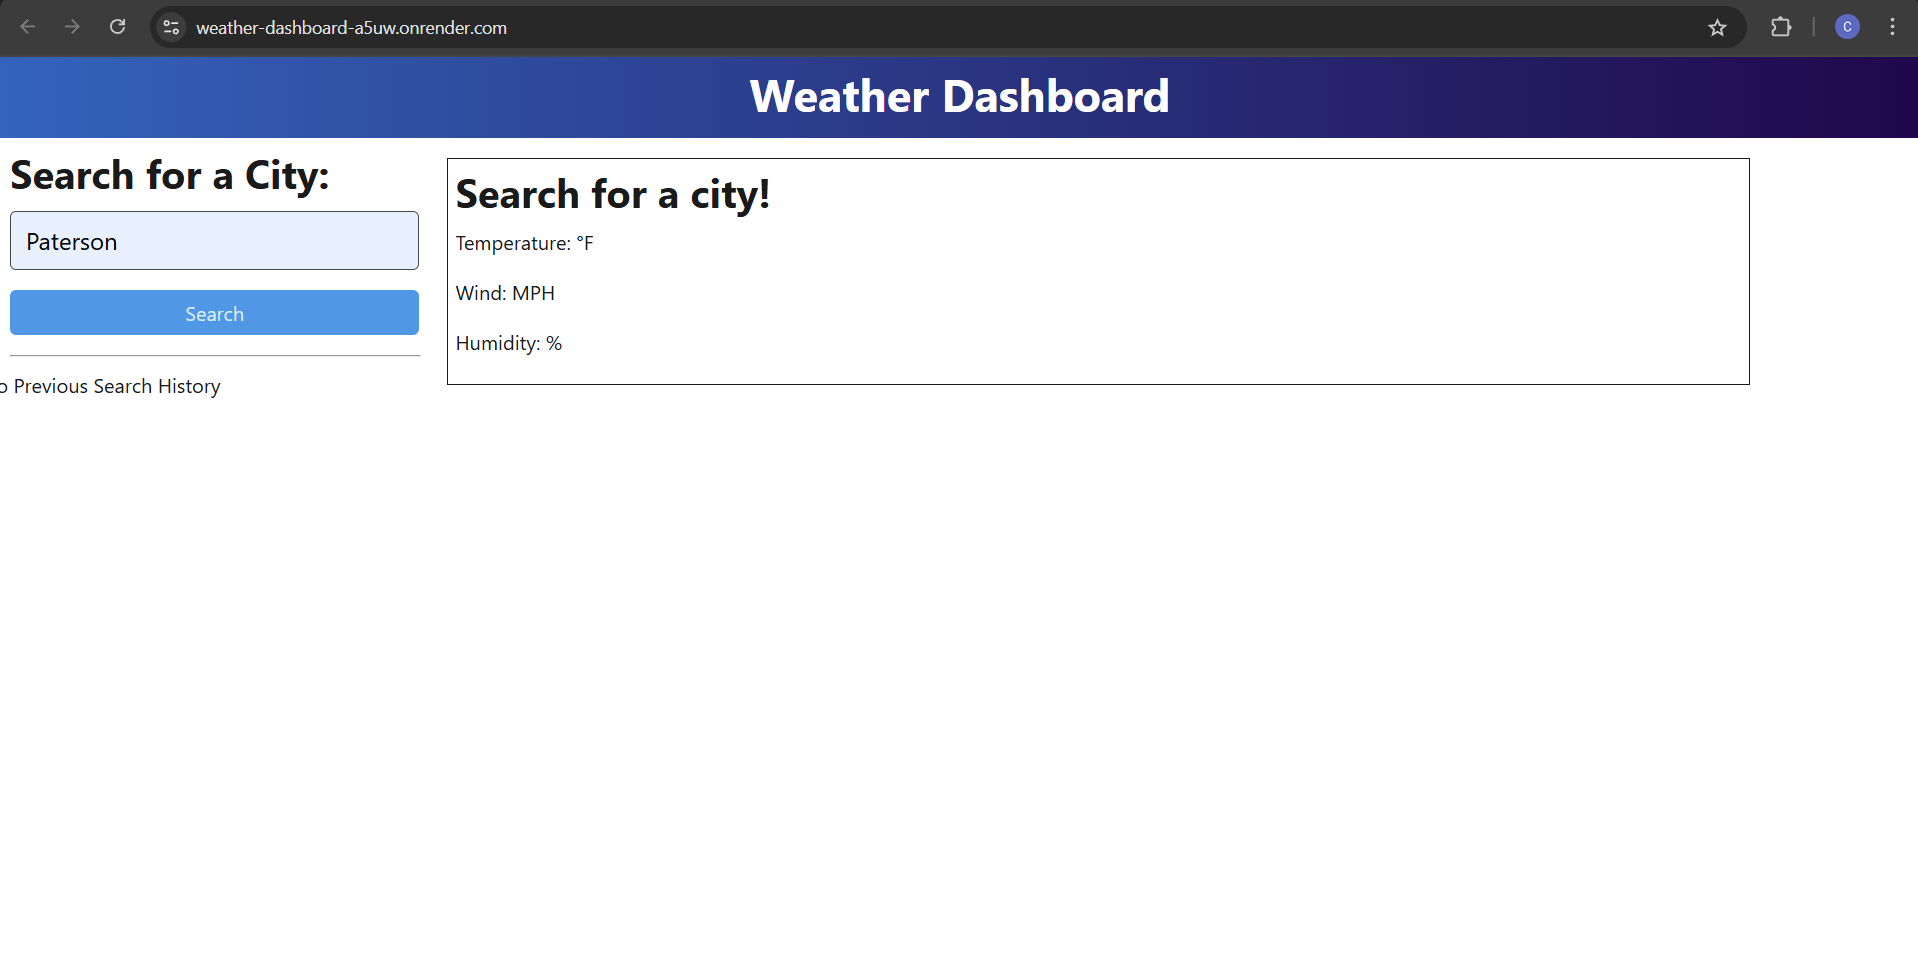 weather-dashboard-a5uw.onrender.com
C
Weather Dashboard
Search for a City:
Paterson
Search
o Previous Search History
Search for a city!
Temperature: °F
Wind: MPH
Humidity: %